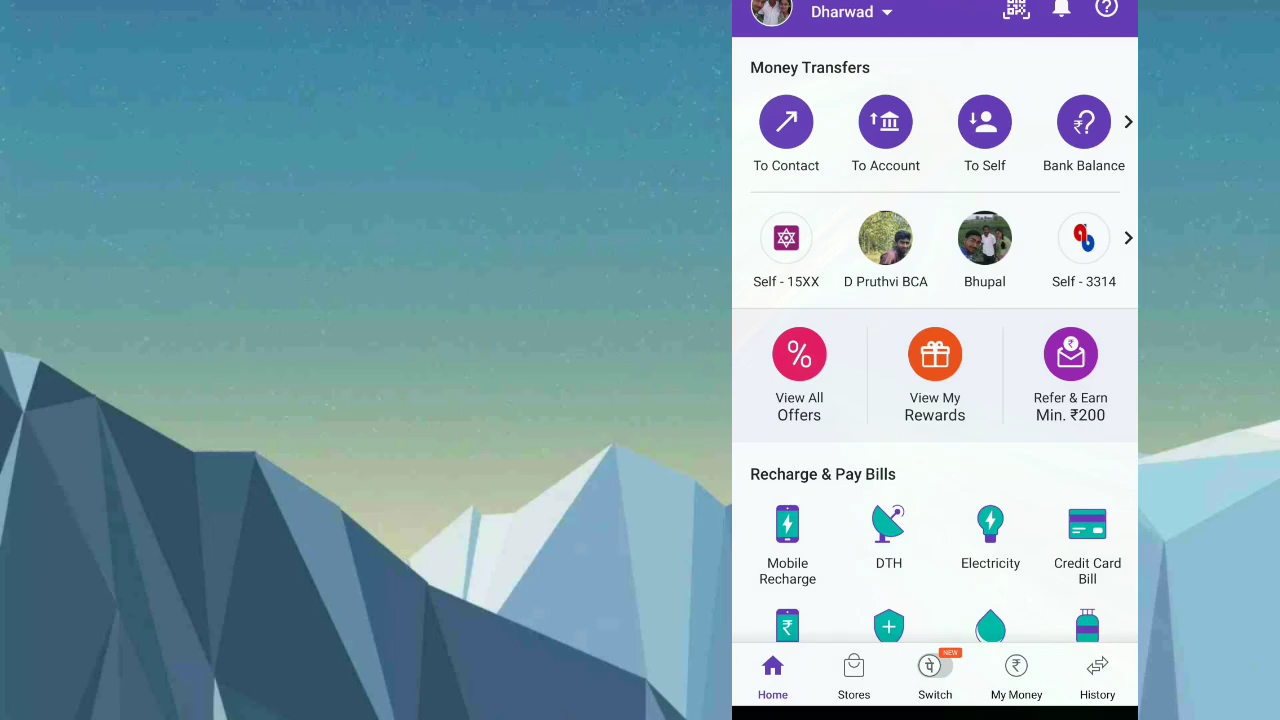 Dharwad
Money Transfers
To Contact
To Account
To Self
Bank Balance
Self - 15XX
D Pruthvi BCA
Bhupal
Self - 3314
View All
Offers
View My
Rewards
Refer & Earn
Min. ₹200
Recharge & Pay Bills
Mobile
Recharge
DTH
Electricity
Credit Card
Bill
NEW
पे
Home
Stores
Switch
My Money
History